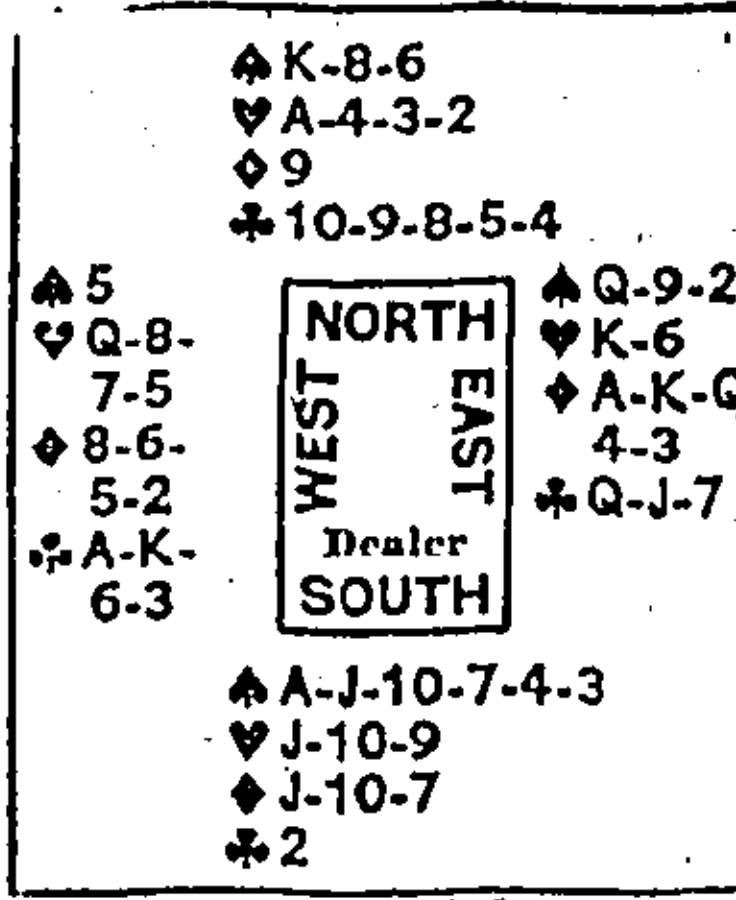 ♠ K-8-6
♥ A-4-3-2
♦ 9
♣ 10-9-8-5-4
♠ 5
♥ Q-8-
7-5
♦ 8-6-
5-2
♣ A-K-
6-3
NORTH
WEST
EAST
Dealer
SOUTH
♠ Q-9-2
♥ K-6
♦ A-K-Q
4-3
♣ Q-J-7
♠ A-J-10-7-4-3
♥ J-10-9
♦ J-10-7
♣ 2